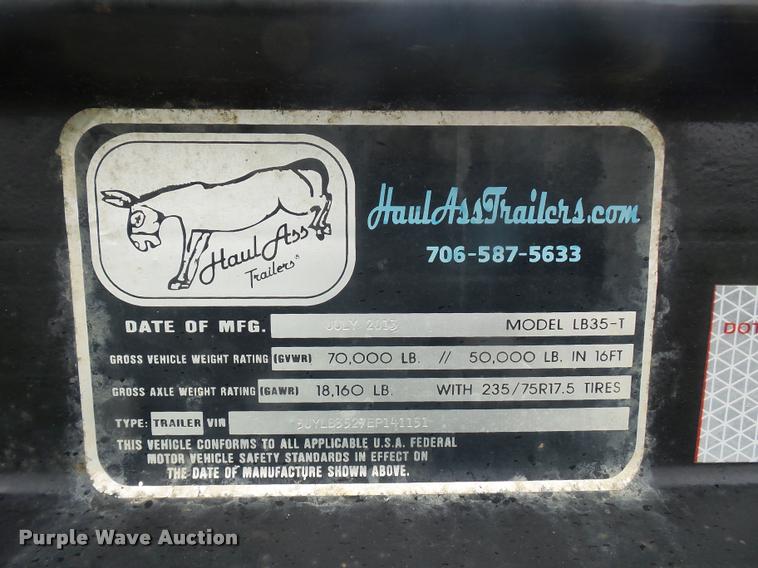 Haul Ass
Trailers®
HaulAssTrailers.com
706-587-5633
DATE OF MFG. JULY 2013 MODEL LB35-T
GROSS VEHICLE WEIGHT RATING (GVWR) 70,000 LB. // 50,000 LB. IN 16FT
GROSS AXLE WEIGHT RATING (GAWR) 18,160 LB. WITH 235/75R17.5 TIRES
TYPE: TRAILER VIN
THIS VEHICLE CONFORMS TO ALL APPLICABLE U.S.A. FEDERAL
MOTOR VEHICLE SAFETY STANDARDS IN EFFECT ON
THE DATE OF MANUFACTURE SHOWN ABOVE.
DOT
Purple Wave Auction